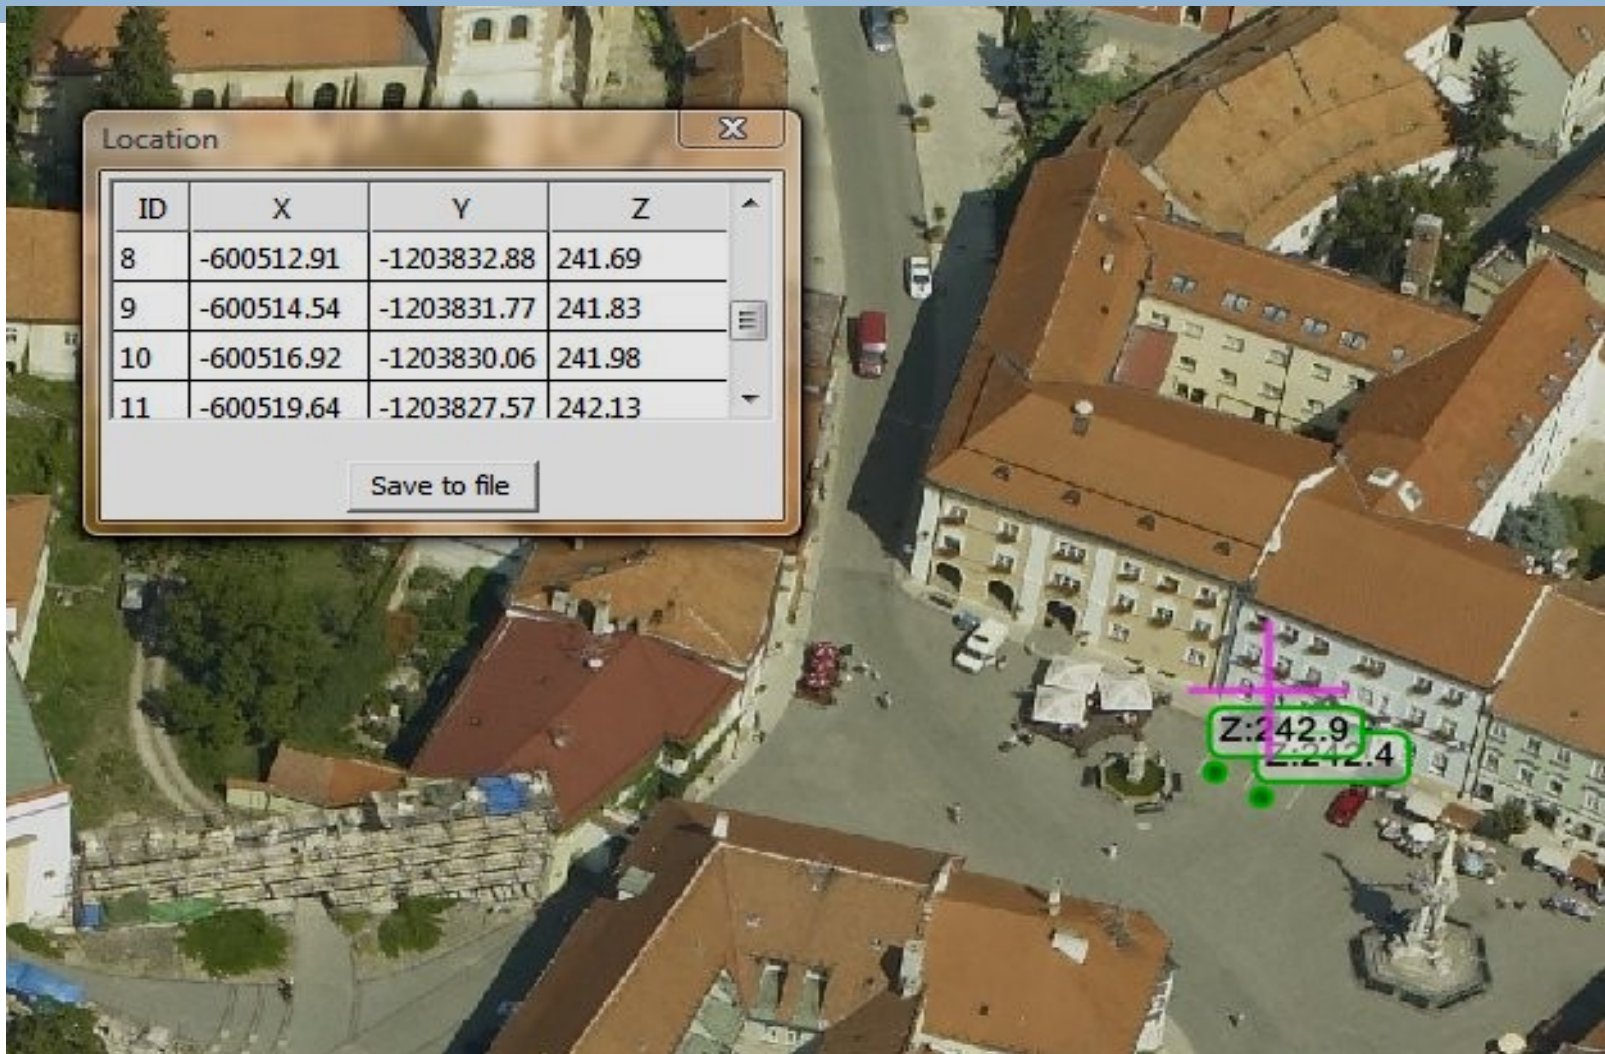 Location
ID X Y Z
8 -600512.91 -1203832.88 241.69
9 -600514.54 -1203831.77 241.83
10 -600516.92 -1203830.06 241.98
11 -600519.64 -1203827.57 242.13
Save to file
Z:242.9
Z:242.4